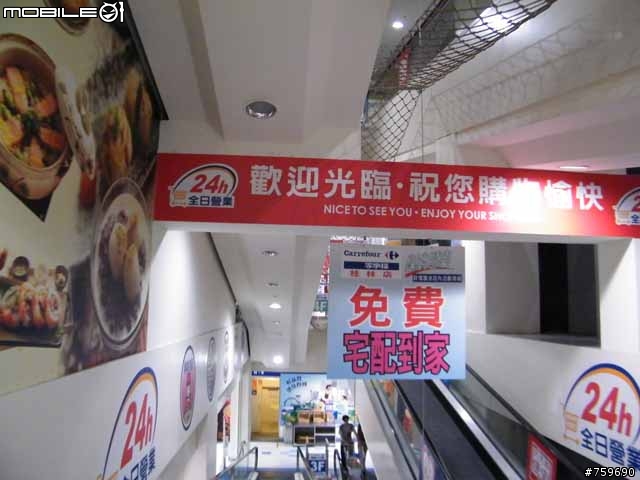 MOBILE01
24h
全日營業
歡迎光臨・祝您購物愉快
NICE TO SEE YOU・ENJOY YOUR
Carrefour
家樂福
桂林店
免費
宅配到家
24h
全日營業
24h
全日營業
#759690